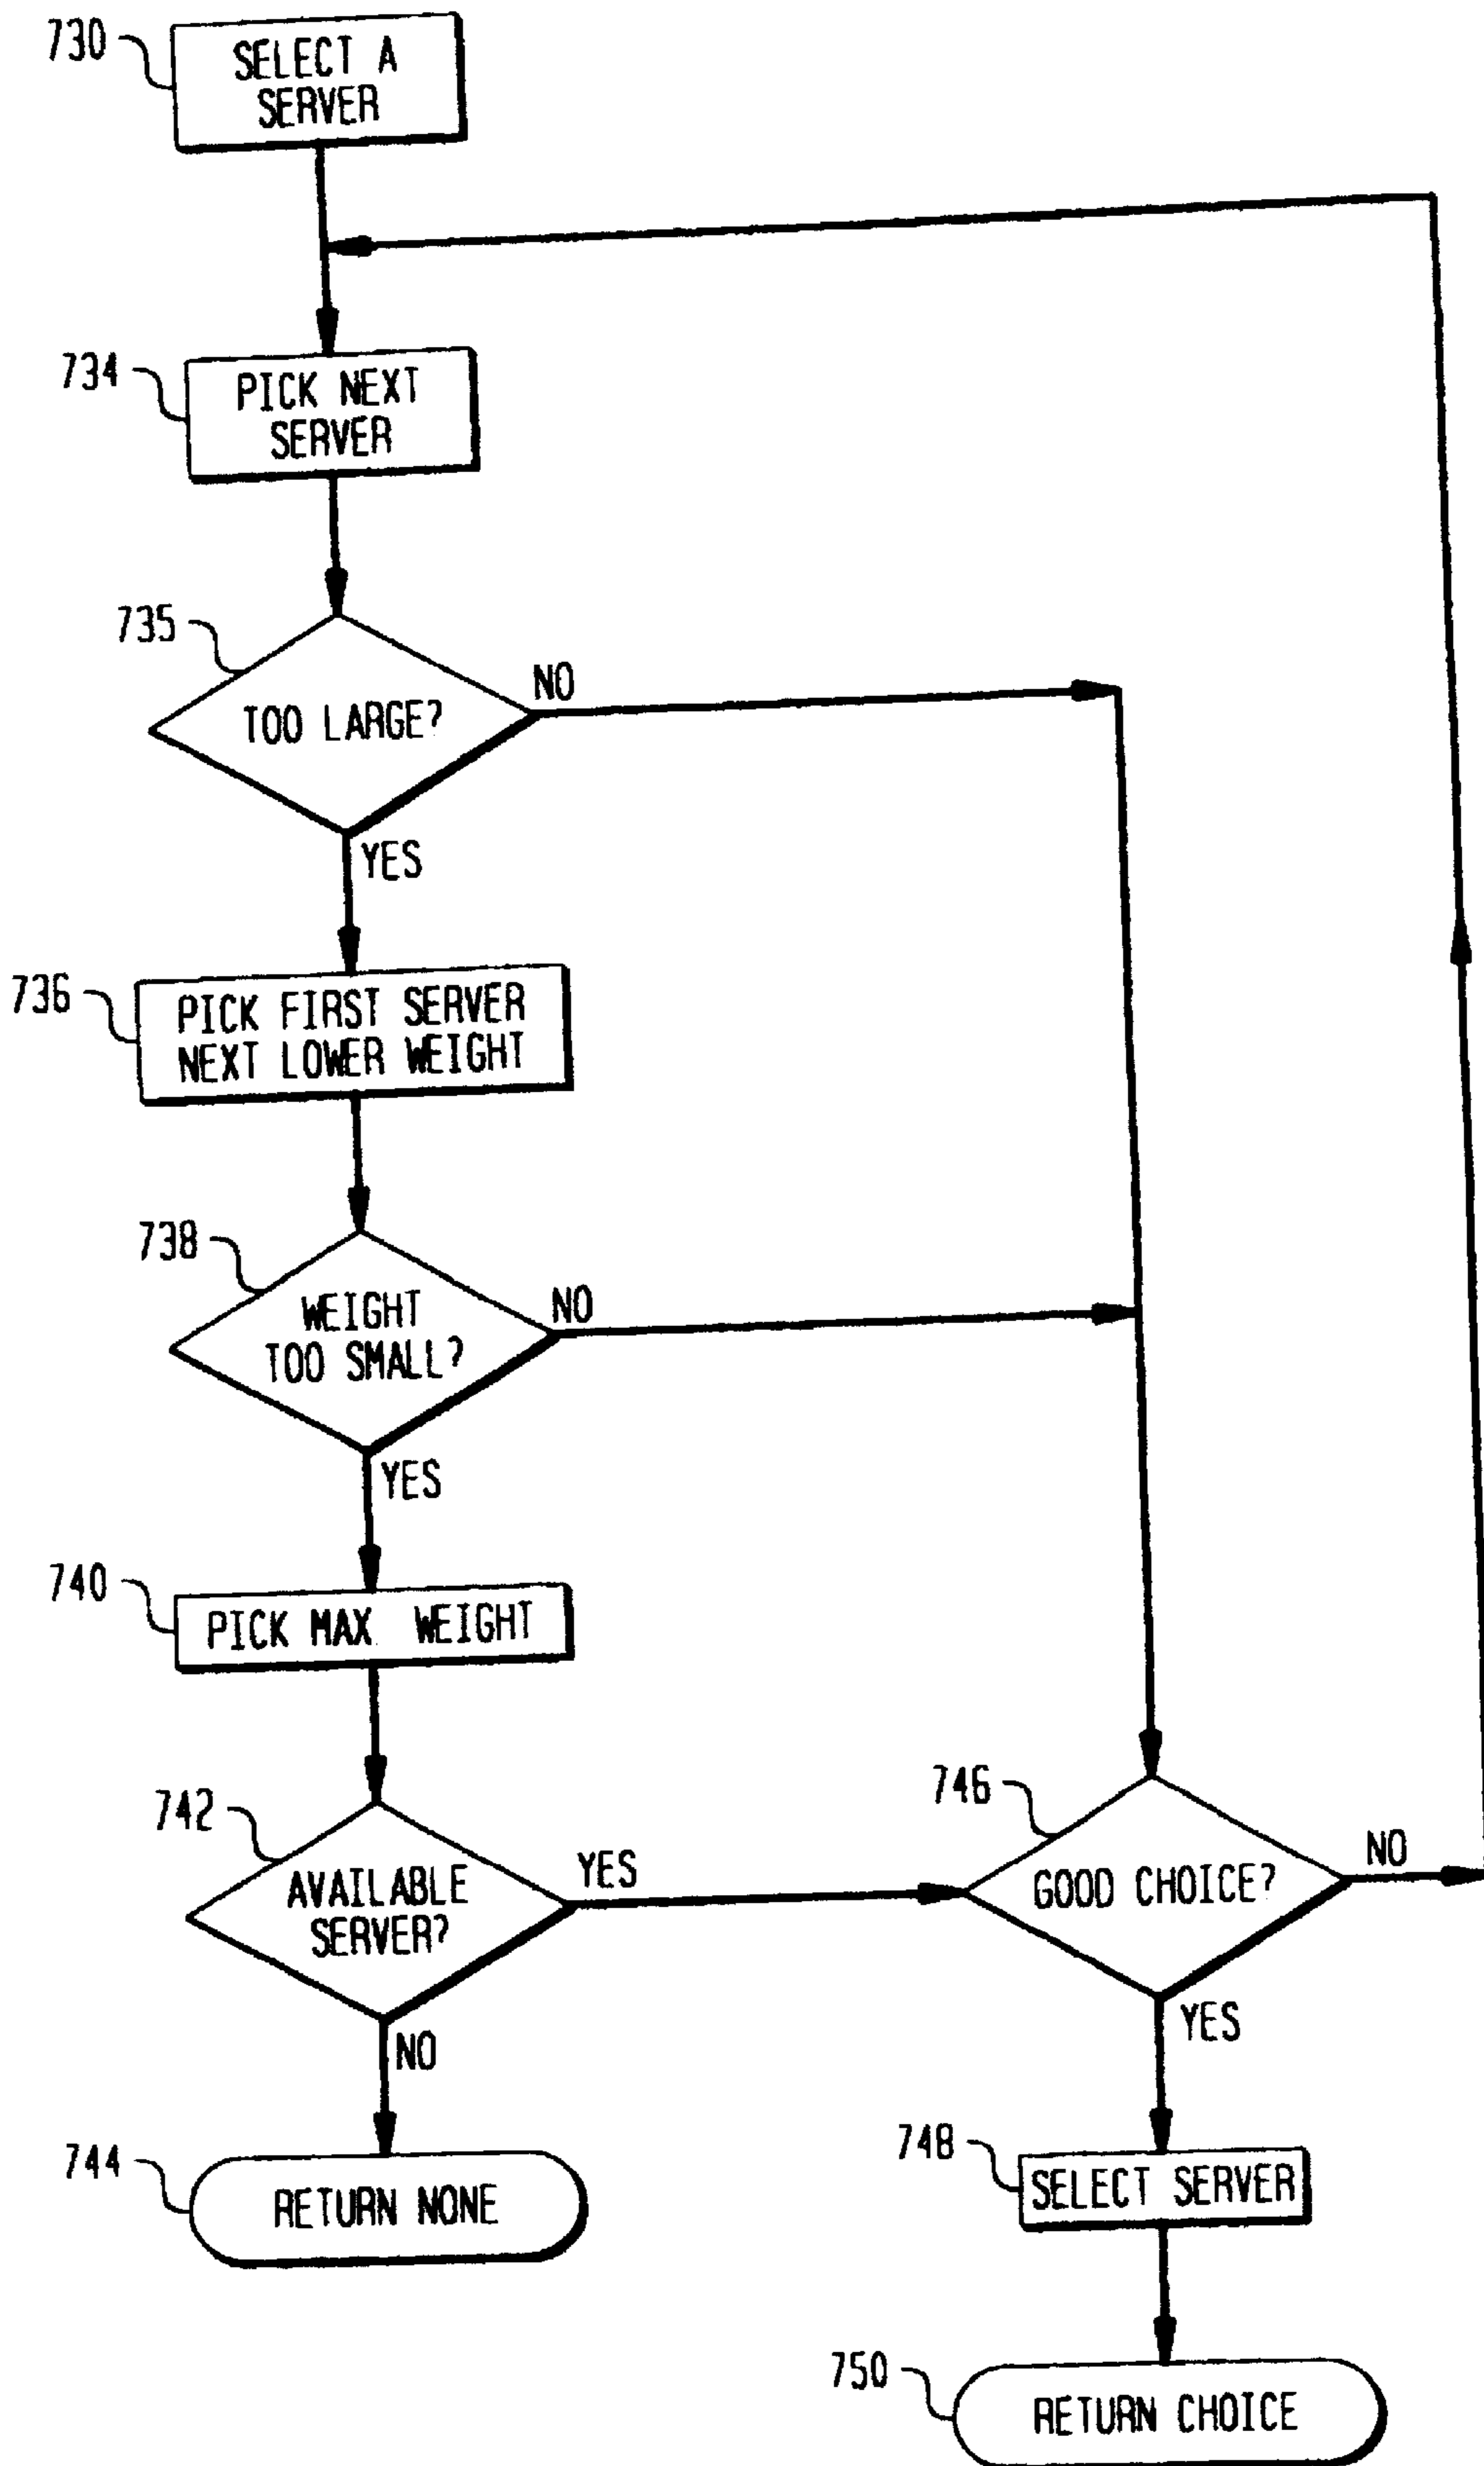 730
SELECT A
SERVER
734
PICK NEXT
SERVER
735
TOO LARGE?
NO
YES
736
PICK FIRST SERVER
NEXT LOWER WEIGHT
738
WEIGHT
TOO SMALL?
NO
YES
740
PICK MAX. WEIGHT
742
AVAILABLE
SERVER?
YES
NO
744
RETURN NONE
746
GOOD CHOICE?
NO
YES
748
SELECT SERVER
750
RETURN CHOICE